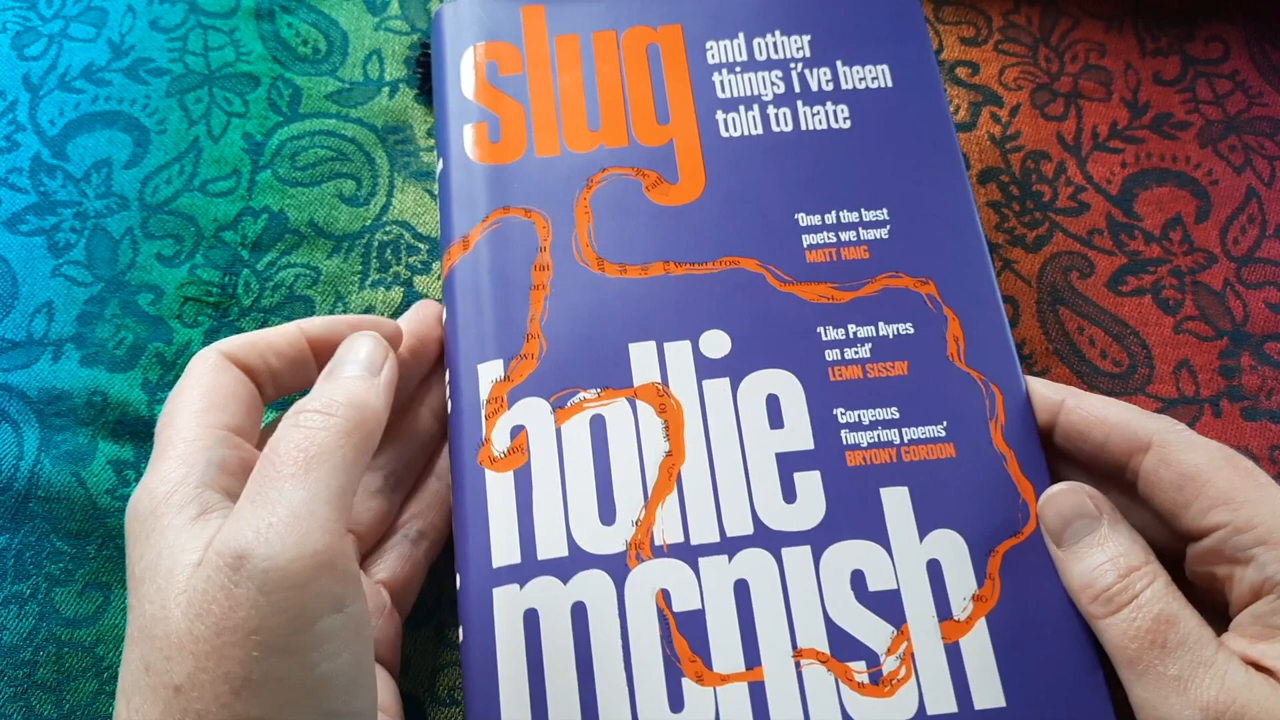 slug
and other
things i've been
told to hate
'One of the best
poets we have'
MATT HAIG
'Like Pam Ayres
on acid'
LEMN SISSAY
'Gorgeous
fingering poems'
BRYONY GORDON
hollie
mcnish